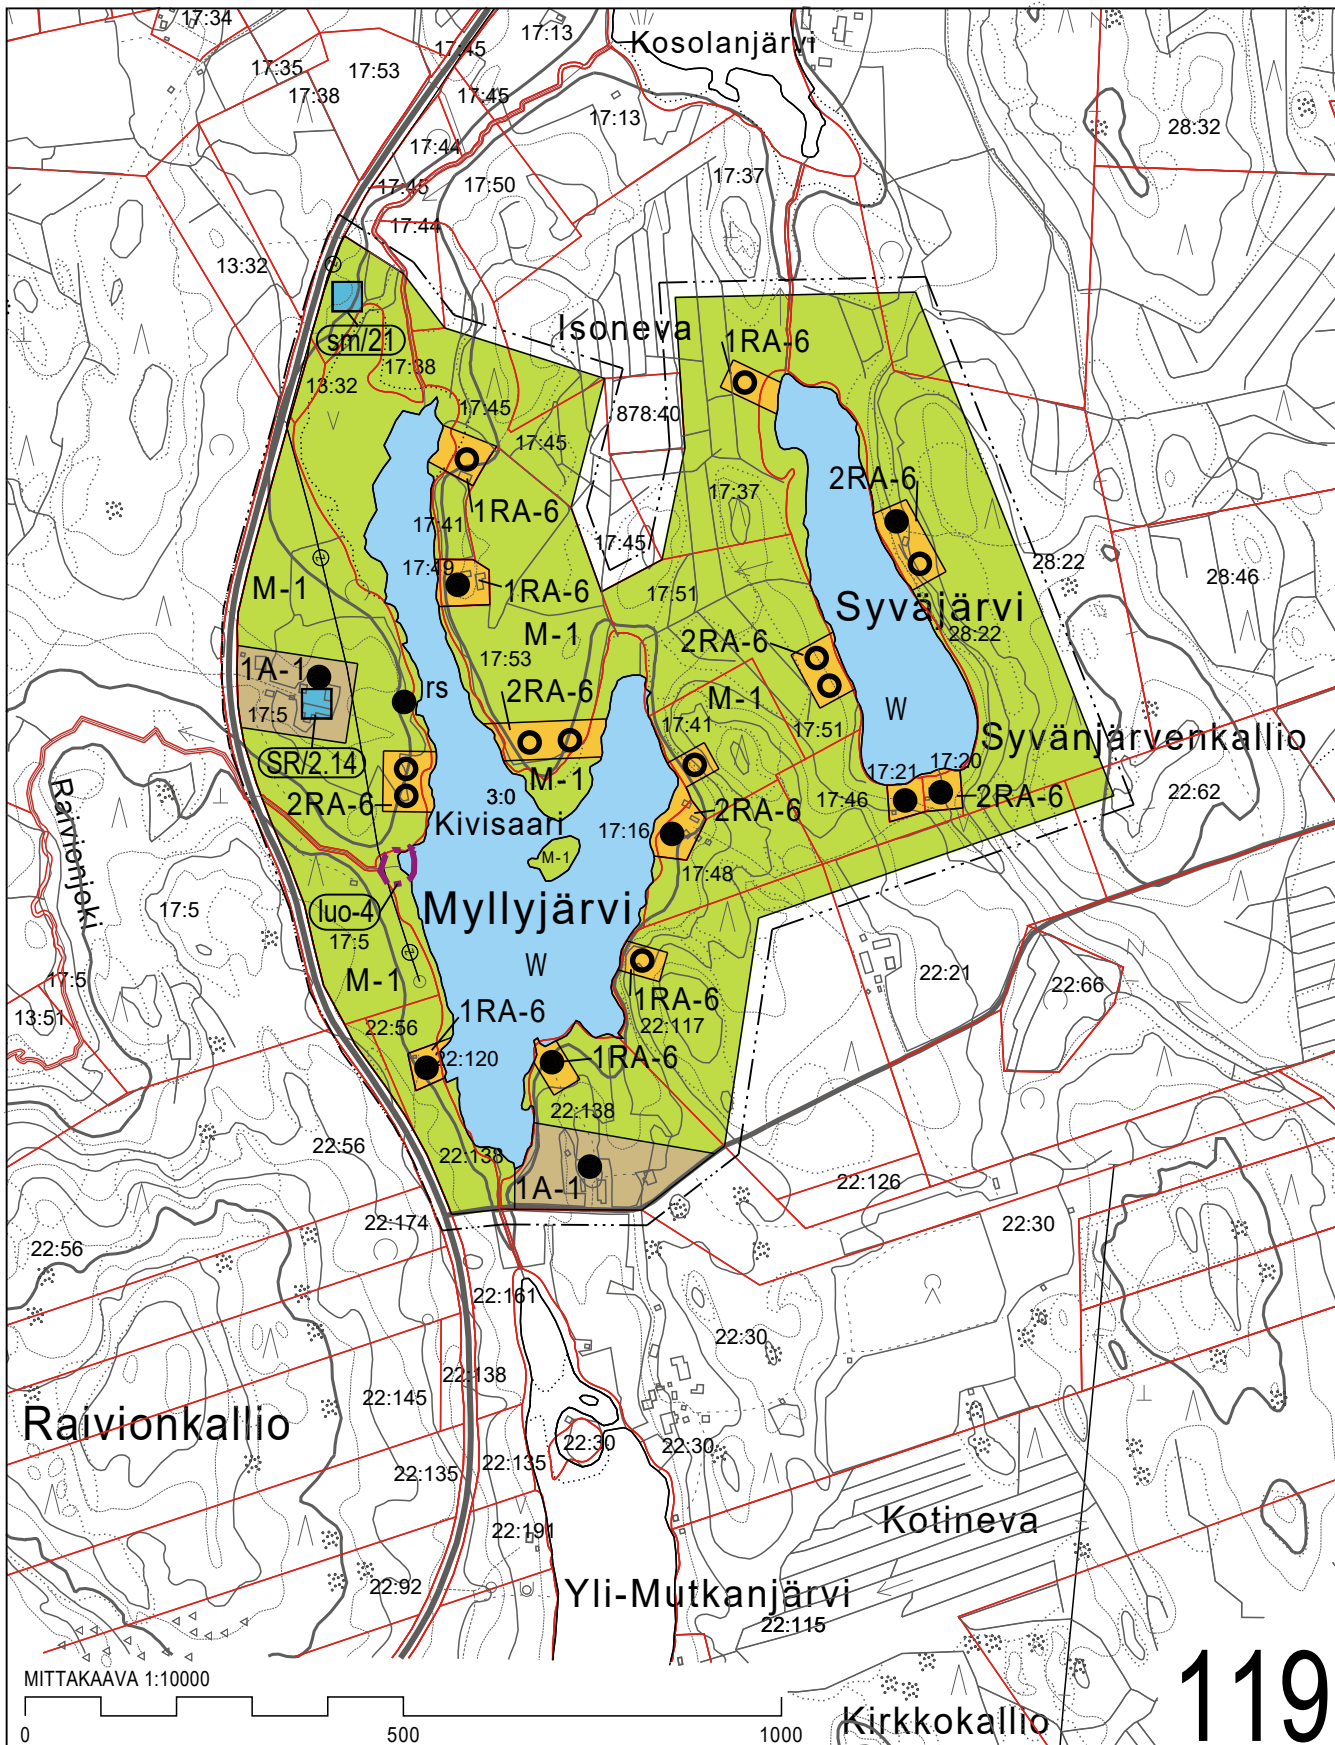 17:34
17:45
17:13
Kosolanjärvi
17:35
17:53
17:38
17:45
17:13
28:32
17:44
17:37
17:45
17:50
17:44
13:32
Isoneva
1RA-6
sm/21
17:38
13:32
17:45
878:40
17:45
17:37
2RA-6
1RA-6
17:41
17:45
28:22
17:49
1RA-6
28:46
M-1
17:51
M-1
Syväjärvi
28:22
2RA-6
17:53
1A-1
rs
2RA-6
M-1
W
17:5
17:41
17:51
Syvänjärvenkallio
SR/2.14
M-1
17:20
17:21
Raivionjoki
2RA-6
3:0
17:46
2RA-6
22:62
Kivisaari
17:16
2RA-6
M-1
17:48
luo-4
Myllyjärvi
17:5
17:5
W
M-1
22:21
17:5
22:66
13:51
1RA-6
1RA-6
22:56
22:117
22:120
1RA-6
22:138
22:56
22:138
1A-1
22:126
22:174
22:30
22:56
22:161
22:30
22:138
22:145
Raivionkallio
22:30
22:30
22:135
22:135
Kotineva
22:191
22:92
Yli-Mutkanjärvi
22:115
MITTAKAAVA 1:10000
119
Kirkkokallio
0
500
1000